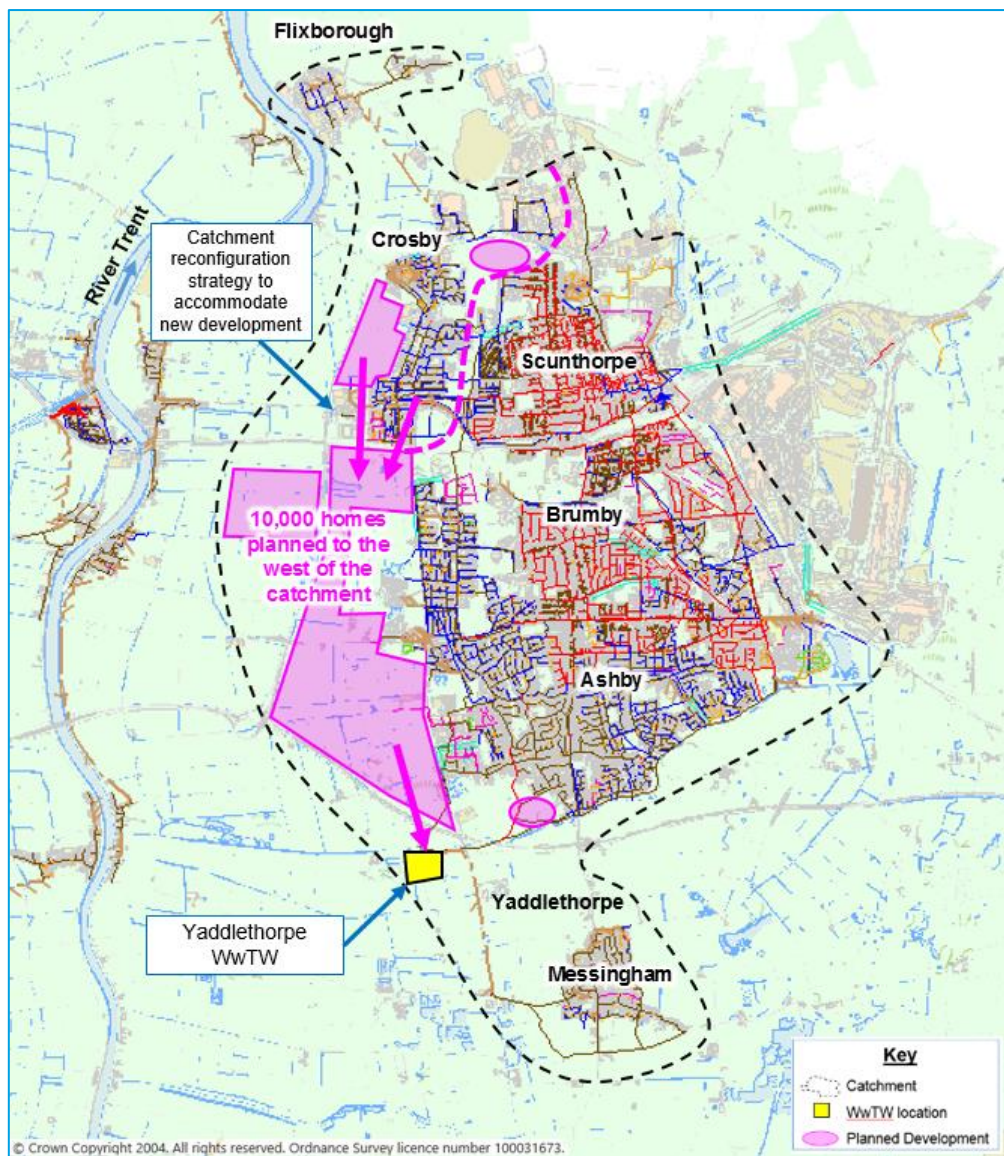 Flixborough
River Trent
Catchment
reconfiguration
strategy to
accommodate
new development
Crosby
Scunthorpe
Brumby
10,000 homes
planned to the
west of the
catchment
Ashby
Yaddlethorpe
WwTW
Yaddlethorpe
Messingham
Key
Catchment
WwTW location
Planned Development
© Crown Copyright 2004. All rights reserved. Ordnance Survey licence number 100031673.